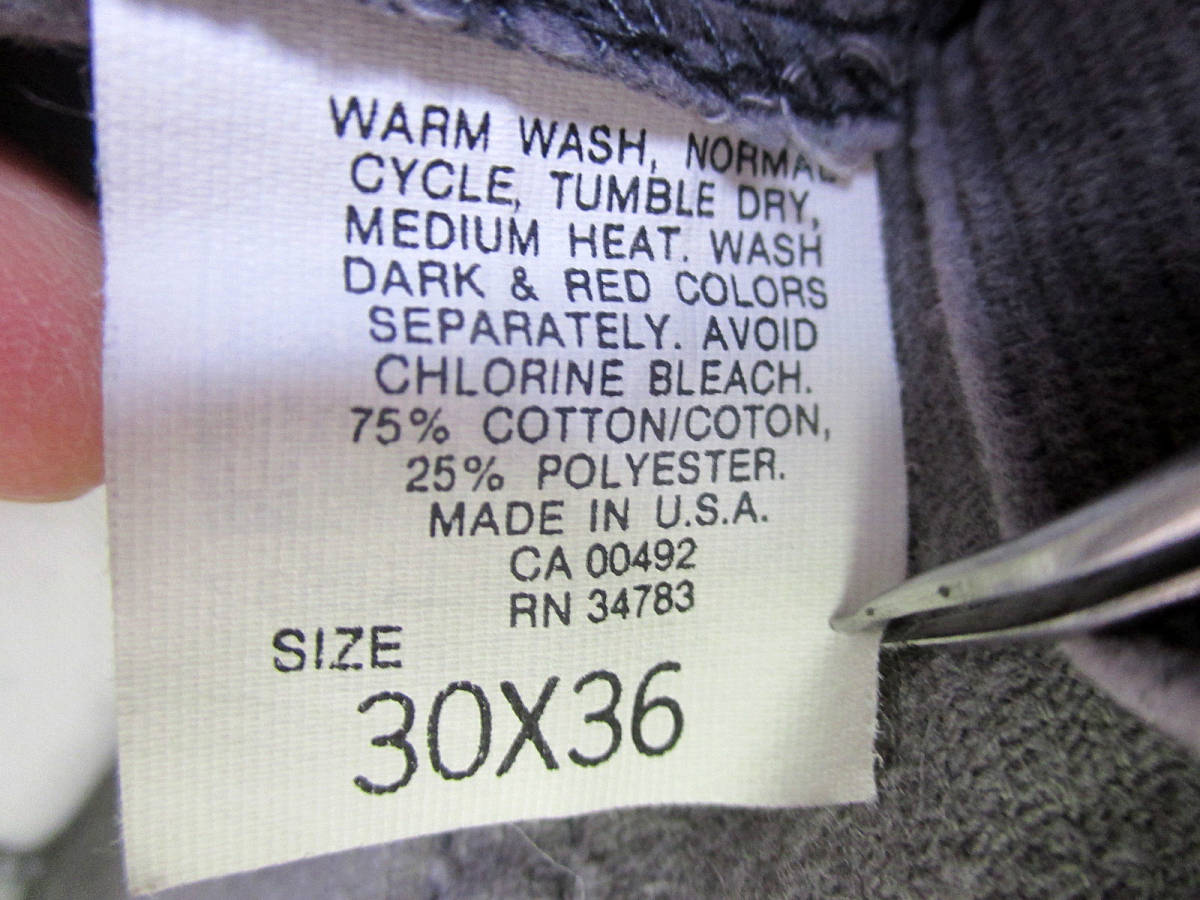 WARM WASH, NORMAL
CYCLE, TUMBLE DRY,
MEDIUM HEAT. WASH
DARK & RED COLORS
SEPARATELY. AVOID
CHLORINE BLEACH.
75% COTTON/COTON,
25% POLYESTER.
MADE IN U.S.A.
CA 00492
RN 34783
SIZE
30X36